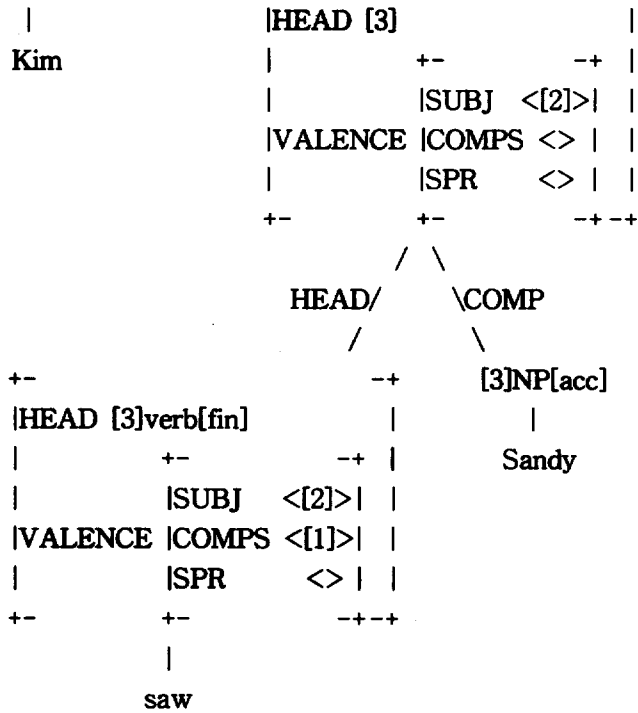 |                    |HEAD [3]                    |
Kim                  |              +-         -+ |
                     |              |SUBJ  <[2]>| |
                     |VALENCE |COMPS <> | |
                     |              |SPR     <> | |
                     +-             +-        -+ -+
                                   /  \
                          HEAD/      \COMP
                               /         \
+-                              -+      [3]NP[acc]
|HEAD [3]verb[fin]              |          |
|            +-            -+ |        Sandy
|            |SUBJ   <[2]>| |
|VALENCE |COMPS <[1]>| |
|            |SPR      <> | |
+-           +-            -+-+
             |
           saw